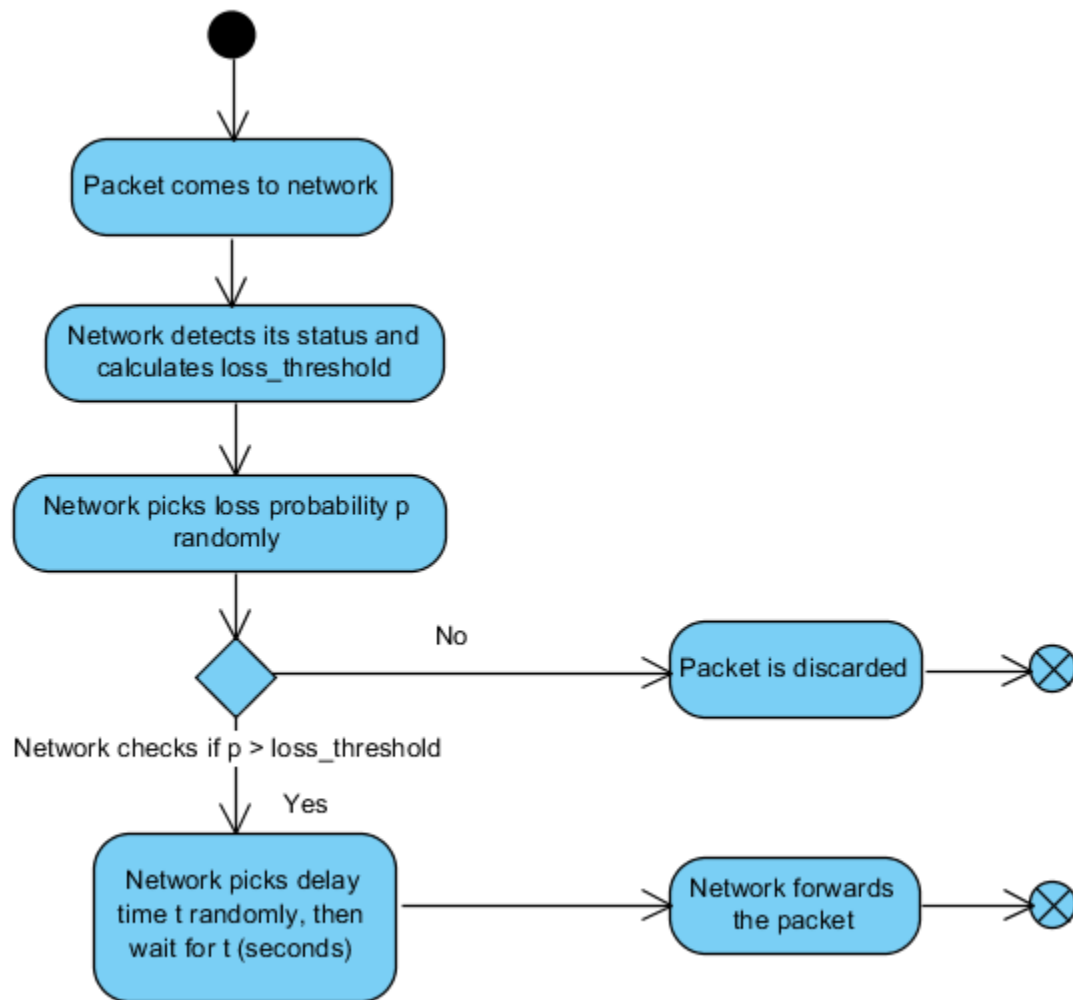 Packet comes to network
Network detects its status and
calculates loss_threshold
Network picks loss probability p
randomly
No
Packet is discarded
Network checks if p > loss_threshold
Yes
Network picks delay
time t randomly, then
wait for t (seconds)
Network forwards
the packet